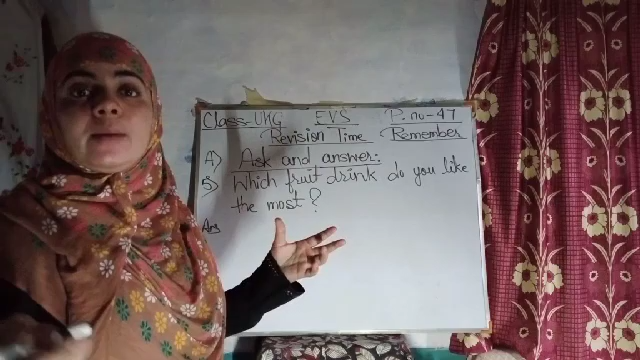 Class-UKG EVS P.no-47
Revision Time Remember
A) Ask and answer:
5) Which fruit drink do you like
the most?
Ans